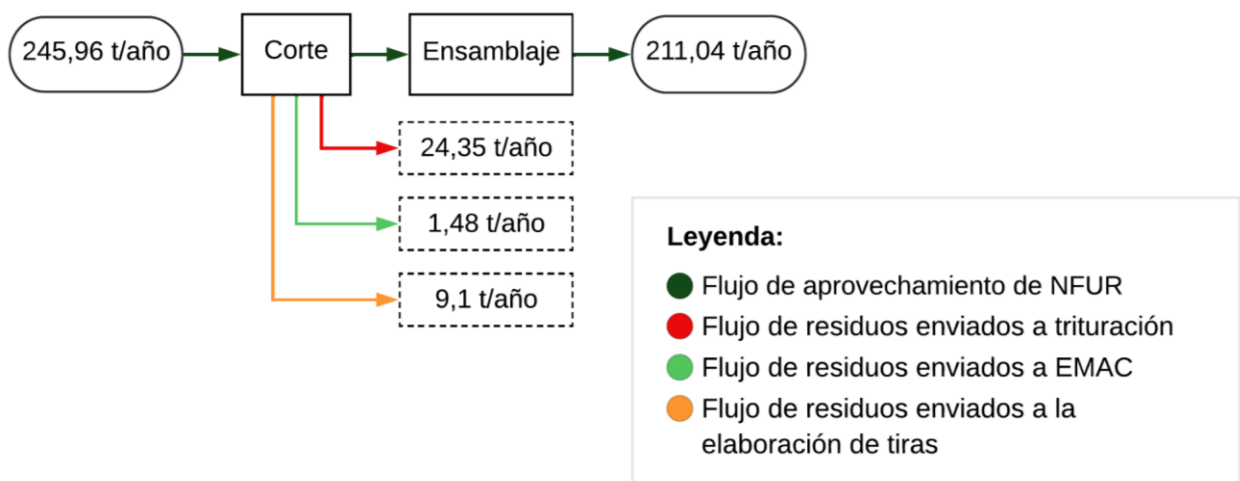 245,96 t/año
Corte
Ensamblaje
211,04 t/año
24,35 t/año
1,48 t/año
9,1 t/año
Leyenda:
Flujo de aprovechamiento de NFUR
Flujo de residuos enviados a trituración
Flujo de residuos enviados a EMAC
Flujo de residuos enviados a la
elaboración de tiras